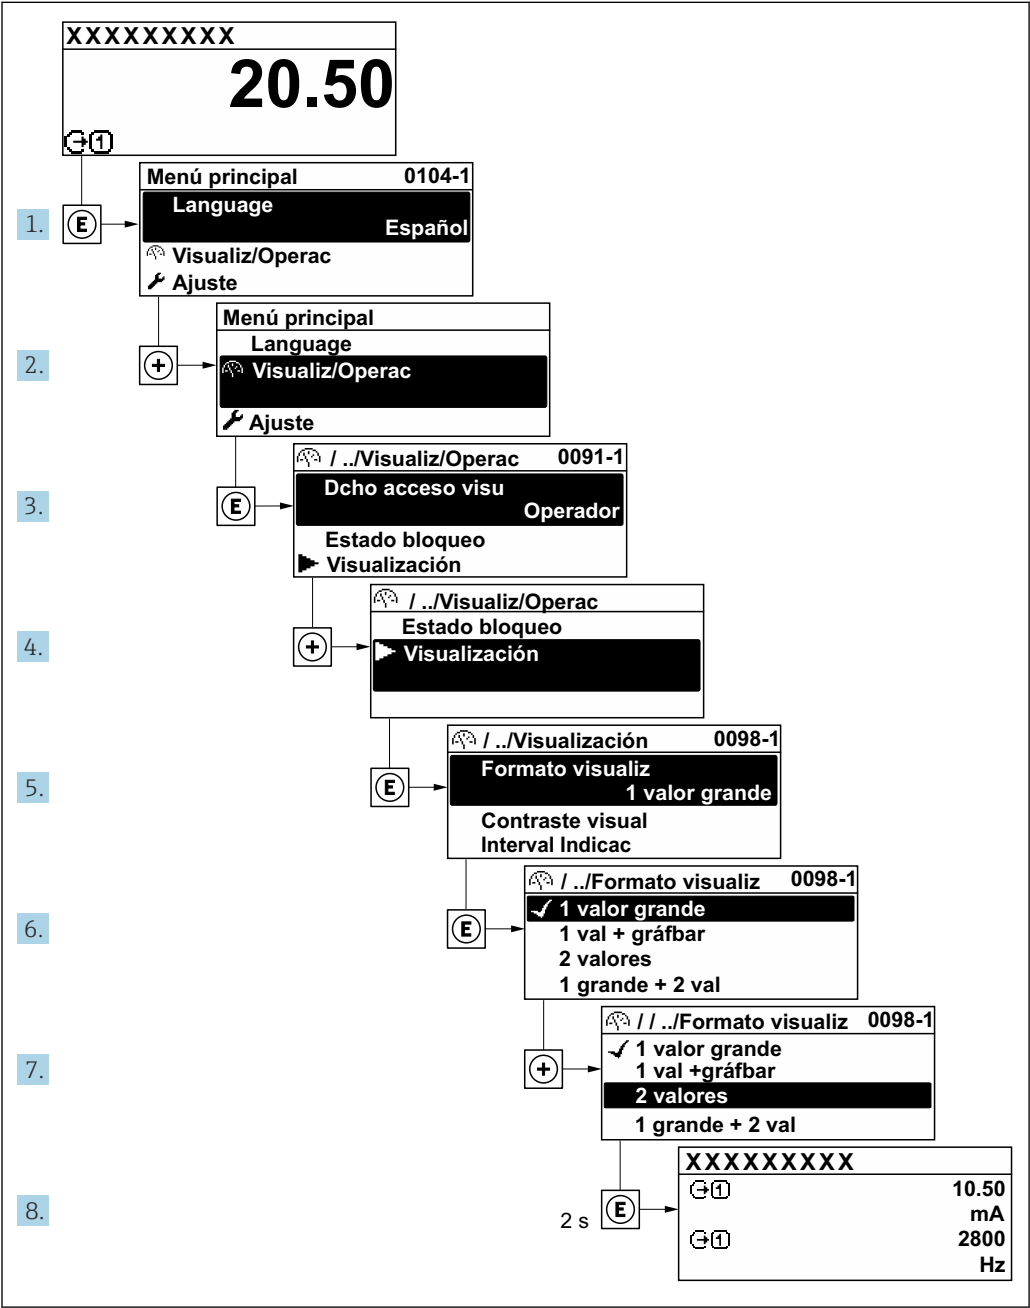 XXXXXXXXX
20.50
1
Menú principal 0104-1
Language
Español
Visualiz/Operac
Ajuste
1.
E
Menú principal
Language
Visualiz/Operac
Ajuste
2.
+
/ ../Visualiz/Operac 0091-1
Dcho acceso visu
Operador
Estado bloqueo
Visualización
3.
E
/ ../Visualiz/Operac
Estado bloqueo
Visualización
4.
+
/ ../Visualización 0098-1
Formato visualiz
1 valor grande
Contraste visual
Interval Indicac
5.
E
/ ../Formato visualiz 0098-1
1 valor grande
1 val + gráfbar
2 valores
1 grande + 2 val
6.
E
/ / ../Formato visualiz 0098-1
1 valor grande
1 val +gráfbar
2 valores
1 grande + 2 val
7.
+
XXXXXXXXX
1 10.50
mA
1 2800
Hz
8.
2 s
E